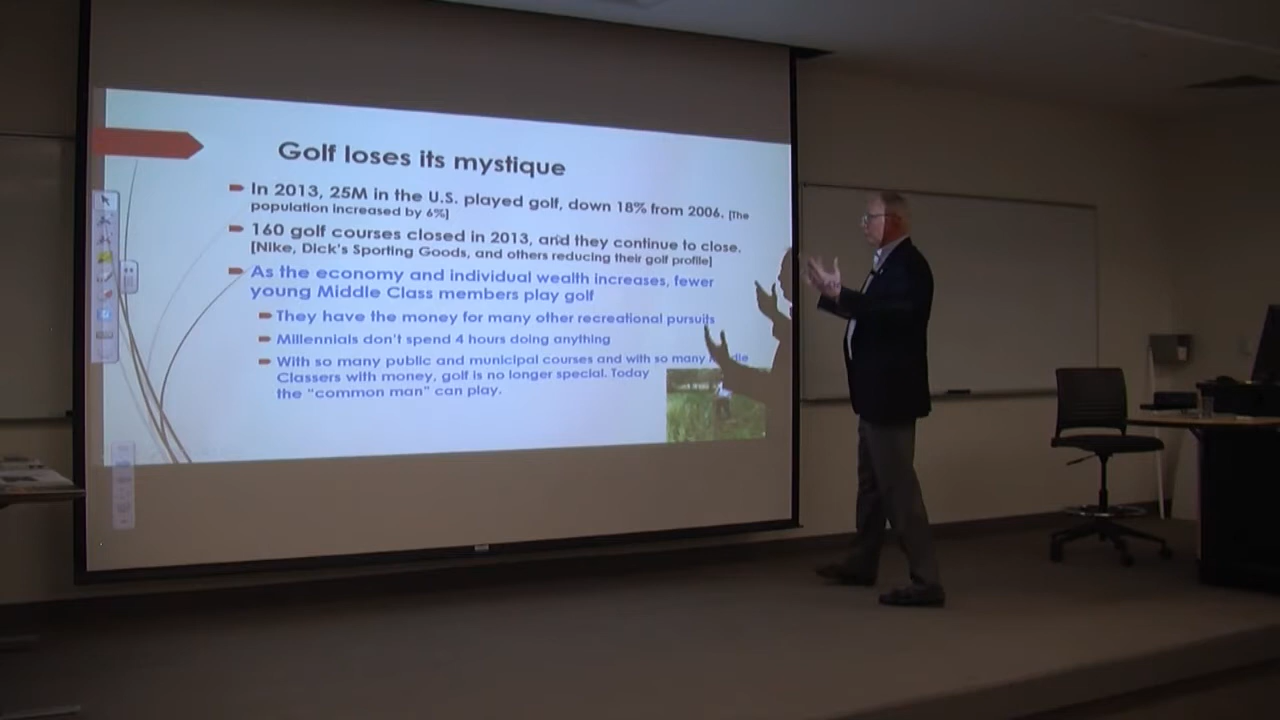 Golf loses its mystique
In 2013, 25M in the U.S. played golf, down 18% from 2006. [The
population increased by 6%]
160 golf courses closed in 2013, and they continue to close.
[Nike, Dick's Sporting Goods, and others reducing their golf profile]
As the economy and individual wealth increases, fewer
young Middle Class members play golf
They have the money for many other recreational pursuits
Millennials don't spend 4 hours doing anything
With so many public and municipal courses and with so many
Classers with money, golf is no longer special. Today
the "common man" can play.